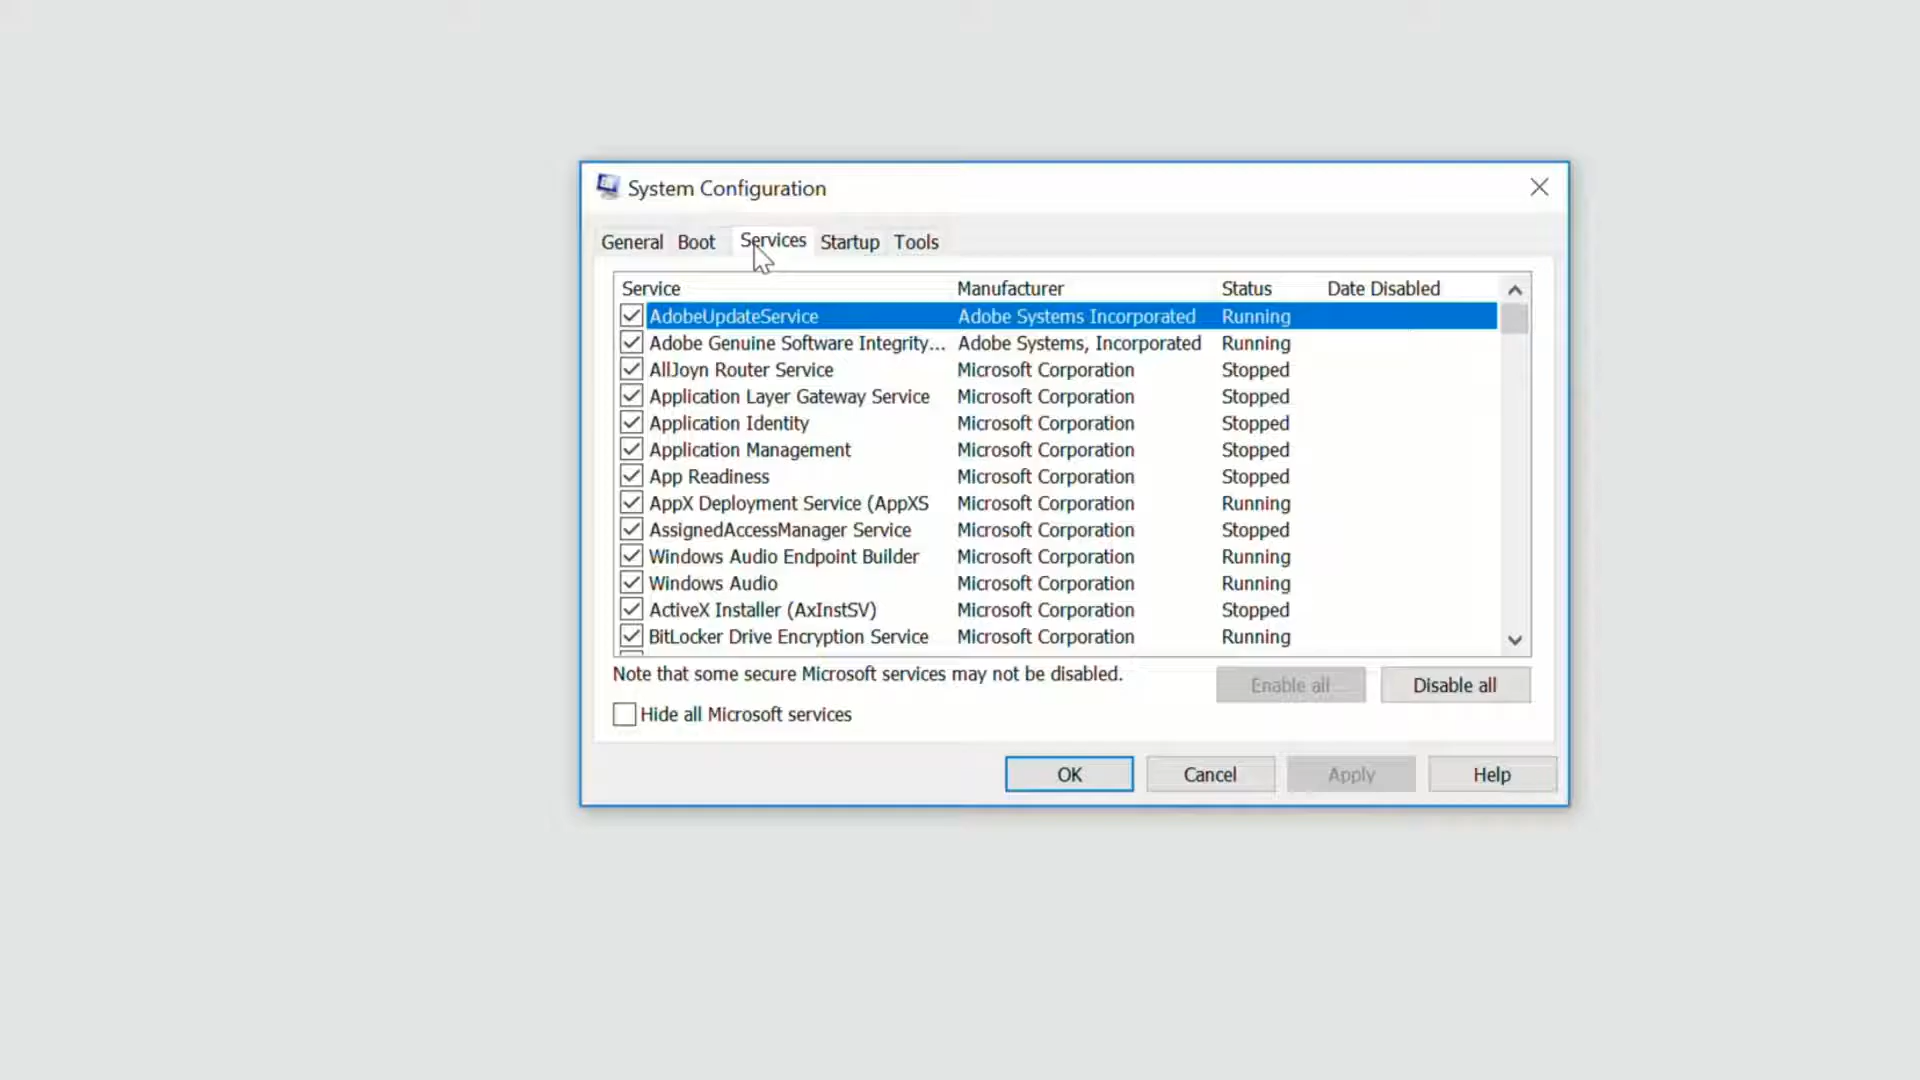 System Configuration
General Boot Services Startup Tools
Service Manufacturer Status Date Disabled
AdobeUpdateService Adobe Systems Incorporated Running
Adobe Genuine Software Integrity... Adobe Systems, Incorporated Running
AllJoyn Router Service Microsoft Corporation Stopped
Application Layer Gateway Service Microsoft Corporation Stopped
Application Identity Microsoft Corporation Stopped
Application Management Microsoft Corporation Stopped
App Readiness Microsoft Corporation Stopped
AppX Deployment Service (AppXS Microsoft Corporation Running
AssignedAccessManager Service Microsoft Corporation Stopped
Windows Audio Endpoint Builder Microsoft Corporation Running
Windows Audio Microsoft Corporation Running
ActiveX Installer (AxInstSV) Microsoft Corporation Stopped
BitLocker Drive Encryption Service Microsoft Corporation Running
Note that some secure Microsoft services may not be disabled.
Enable all Disable all
Hide all Microsoft services
OK Cancel Apply Help